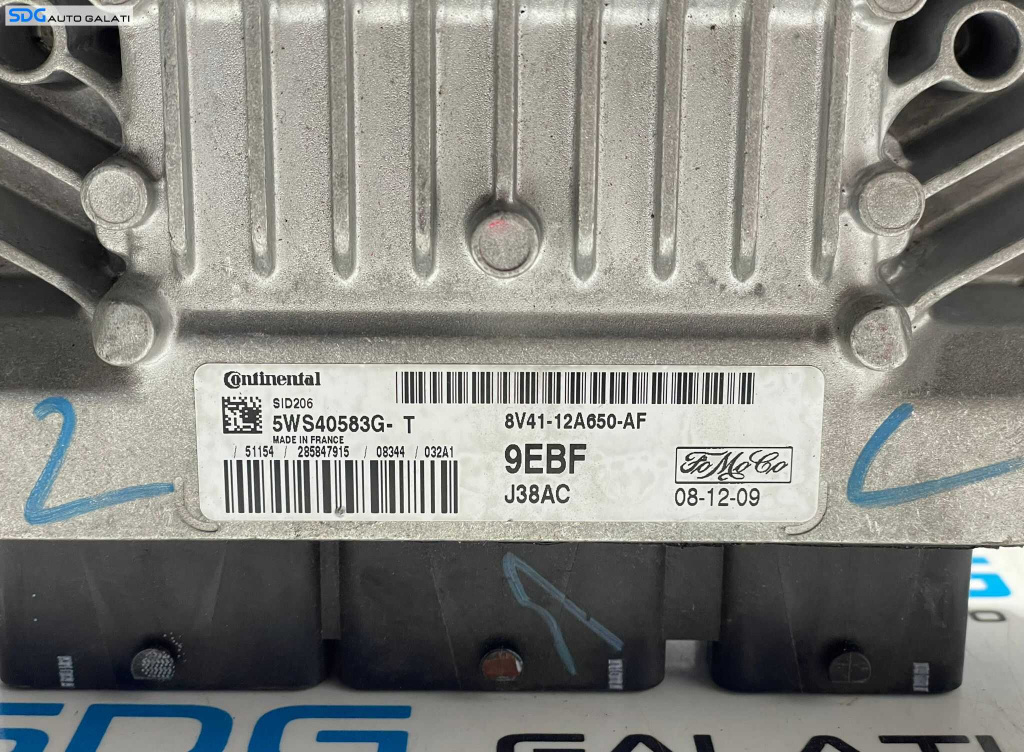 SDG AUTO GALATI
Continental
SID206
5WS40583G- T
MADE IN FRANCE
/ 51154 / 285847915 / 08344 / 032A1
8V41-12A650-AF
9EBF
J38AC
FoMoCo
08-12-09
2
SDG
GALATI